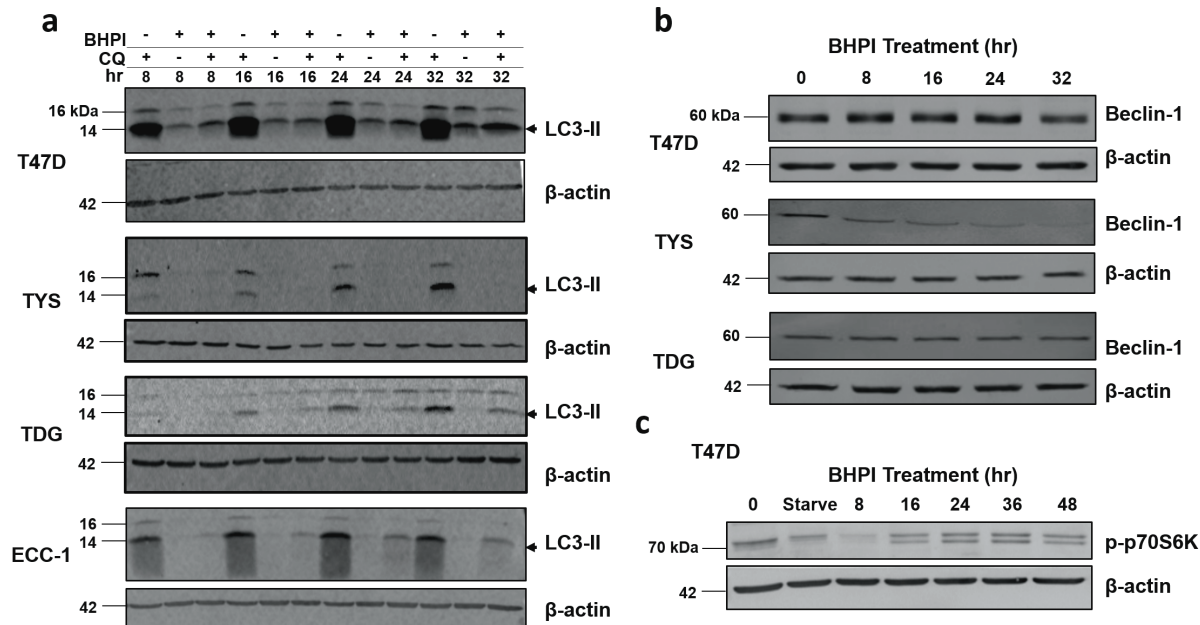 a
BHPI - + + - + + - + + - + +
CQ + - + + - + + - + + - +
hr 8 8 8 16 16 16 24 24 24 32 32 32
T47D
16 kDa
14
LC3-II
42
β-actin
TYS
16
14
LC3-II
42
β-actin
TDG
16
14
LC3-II
42
β-actin
ECC-1
16
14
LC3-II
42
β-actin
b
BHPI Treatment (hr)
0 8 16 24 32
T47D
60 kDa
Beclin-1
42
β-actin
TYS
60
Beclin-1
42
β-actin
TDG
60
Beclin-1
42
β-actin
c
T47D
BHPI Treatment (hr)
0 Starve 8 16 24 36 48
70 kDa
p-p70S6K
42
β-actin